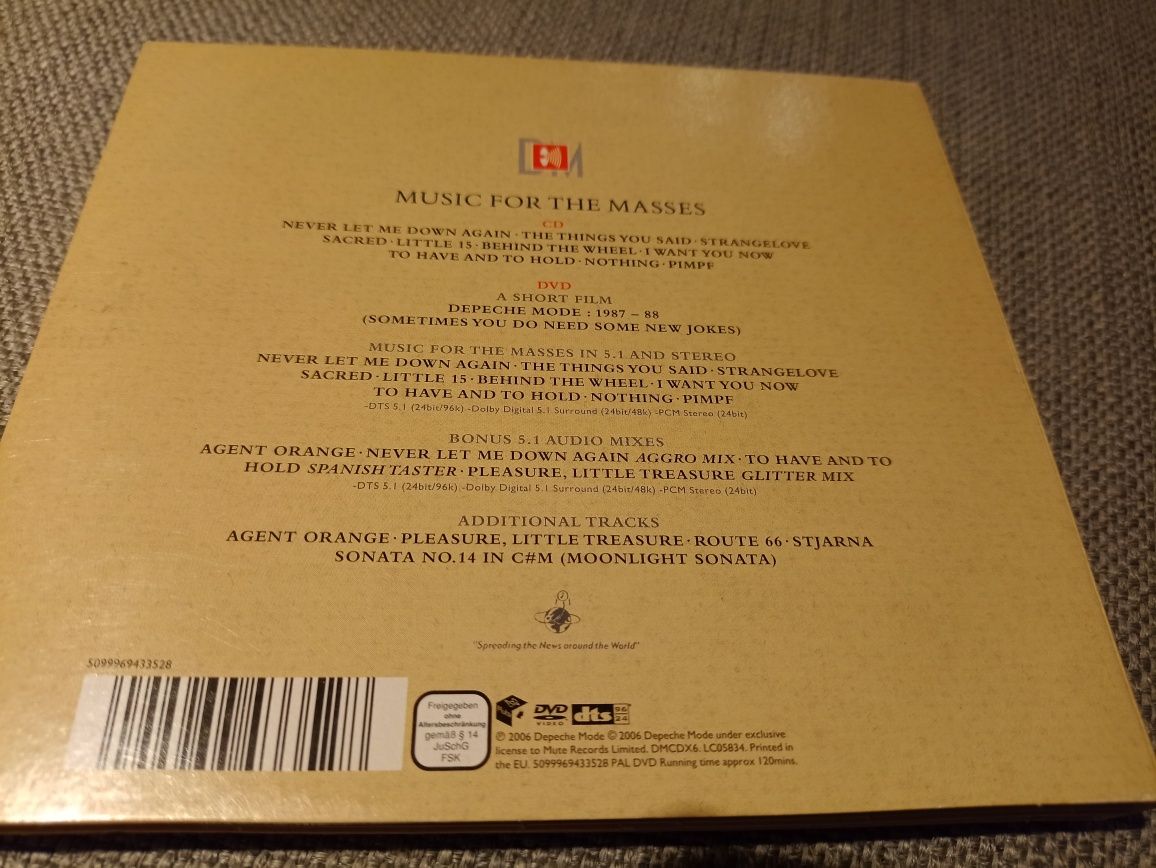 DM
MUSIC FOR THE MASSES
CD
NEVER LET ME DOWN AGAIN · THE THINGS YOU SAID · STRANGELOVE
SACRED · LITTLE 15 · BEHIND THE WHEEL · I WANT YOU NOW
TO HAVE AND TO HOLD · NOTHING · PIMPF
DVD
A SHORT FILM
DEPECHE MODE : 1987 – 88
(SOMETIMES YOU DO NEED SOME NEW JOKES)
MUSIC FOR THE MASSES IN 5.1 AND STEREO
NEVER LET ME DOWN AGAIN · THE THINGS YOU SAID · STRANGELOVE
SACRED · LITTLE 15 · BEHIND THE WHEEL · I WANT YOU NOW
TO HAVE AND TO HOLD · NOTHING · PIMPF
-DTS 5.1 (24bit/96k) -Dolby Digital 5.1 Surround (24bit/48k) -PCM Stereo (24bit)
BONUS 5.1 AUDIO MIXES
AGENT ORANGE · NEVER LET ME DOWN AGAIN AGGRO MIX · TO HAVE AND TO
HOLD SPANISH TASTER · PLEASURE, LITTLE TREASURE GLITTER MIX
-DTS 5.1 (24bit/96k) -Dolby Digital 5.1 Surround (24bit/48k) -PCM Stereo (24bit)
ADDITIONAL TRACKS
AGENT ORANGE · PLEASURE, LITTLE TREASURE · ROUTE 66 · STJARNA
SONATA NO.14 IN C#M (MOONLIGHT SONATA)
"Spreading the News around the World"
5099969433528
Freigegeben
ohne
Altersbeschränkung
gemäß § 14
JuSchG
FSK
DVD
VIDEO
dts 96
24
℗ 2006 Depeche Mode © 2006 Depeche Mode under exclusive
license to Mute Records Limited. DMCDX6. LC05834. Printed in
the EU. 5099969433528 PAL DVD Running time approx 120mins.